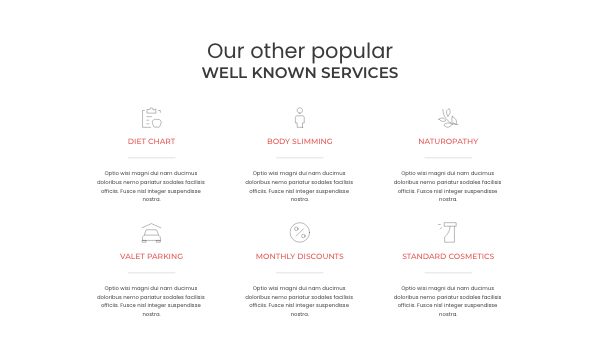 Our other popular
WELL KNOWN SERVICES
DIET CHART
Optio wisi magni dui nam ducimus
doloribus nemo pariatur sodales facilisis
officiis. Fusce nisl integer suspendisse
nostra.
BODY SLIMMING
Optio wisi magni dui nam ducimus
doloribus nemo pariatur sodales facilisis
officiis. Fusce nisl integer suspendisse
nostra.
NATUROPATHY
Optio wisi magni dui nam ducimus
doloribus nemo pariatur sodales facilisis
officiis. Fusce nisl integer suspendisse
nostra.
VALET PARKING
Optio wisi magni dui nam ducimus
doloribus nemo pariatur sodales facilisis
officiis. Fusce nisl integer suspendisse
nostra.
MONTHLY DISCOUNTS
Optio wisi magni dui nam ducimus
doloribus nemo pariatur sodales facilisis
officiis. Fusce nisl integer suspendisse
nostra.
STANDARD COSMETICS
Optio wisi magni dui nam ducimus
doloribus nemo pariatur sodales facilisis
officiis. Fusce nisl integer suspendisse
nostra.